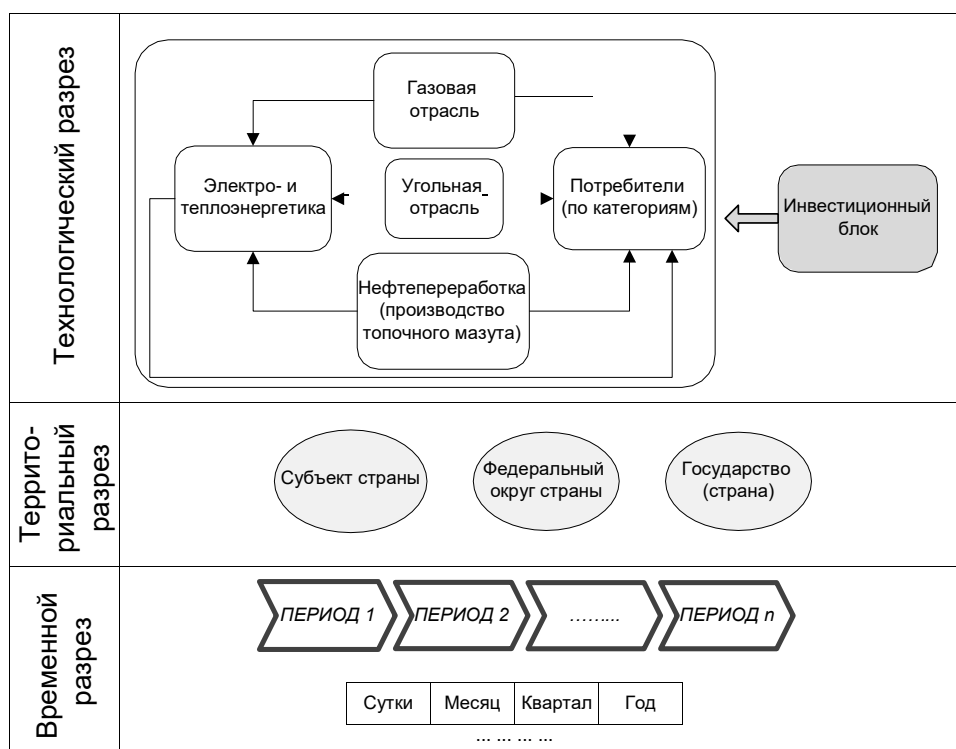 Технологический разрез
Газовая
отрасль
Электро- и
теплоэнергетика
Угольная
отрасль
Потребители
(по категориям)
Инвестиционный
блок
Нефтепереработка
(производство
топочного мазута)
Террито-
риальный
разрез
Субъект страны
Федеральный
округ страны
Государство
(страна)
Временной
разрез
ПЕРИОД 1
ПЕРИОД 2
……...
ПЕРИОД n
Сутки
Месяц
Квартал
Год
... ... ... ...